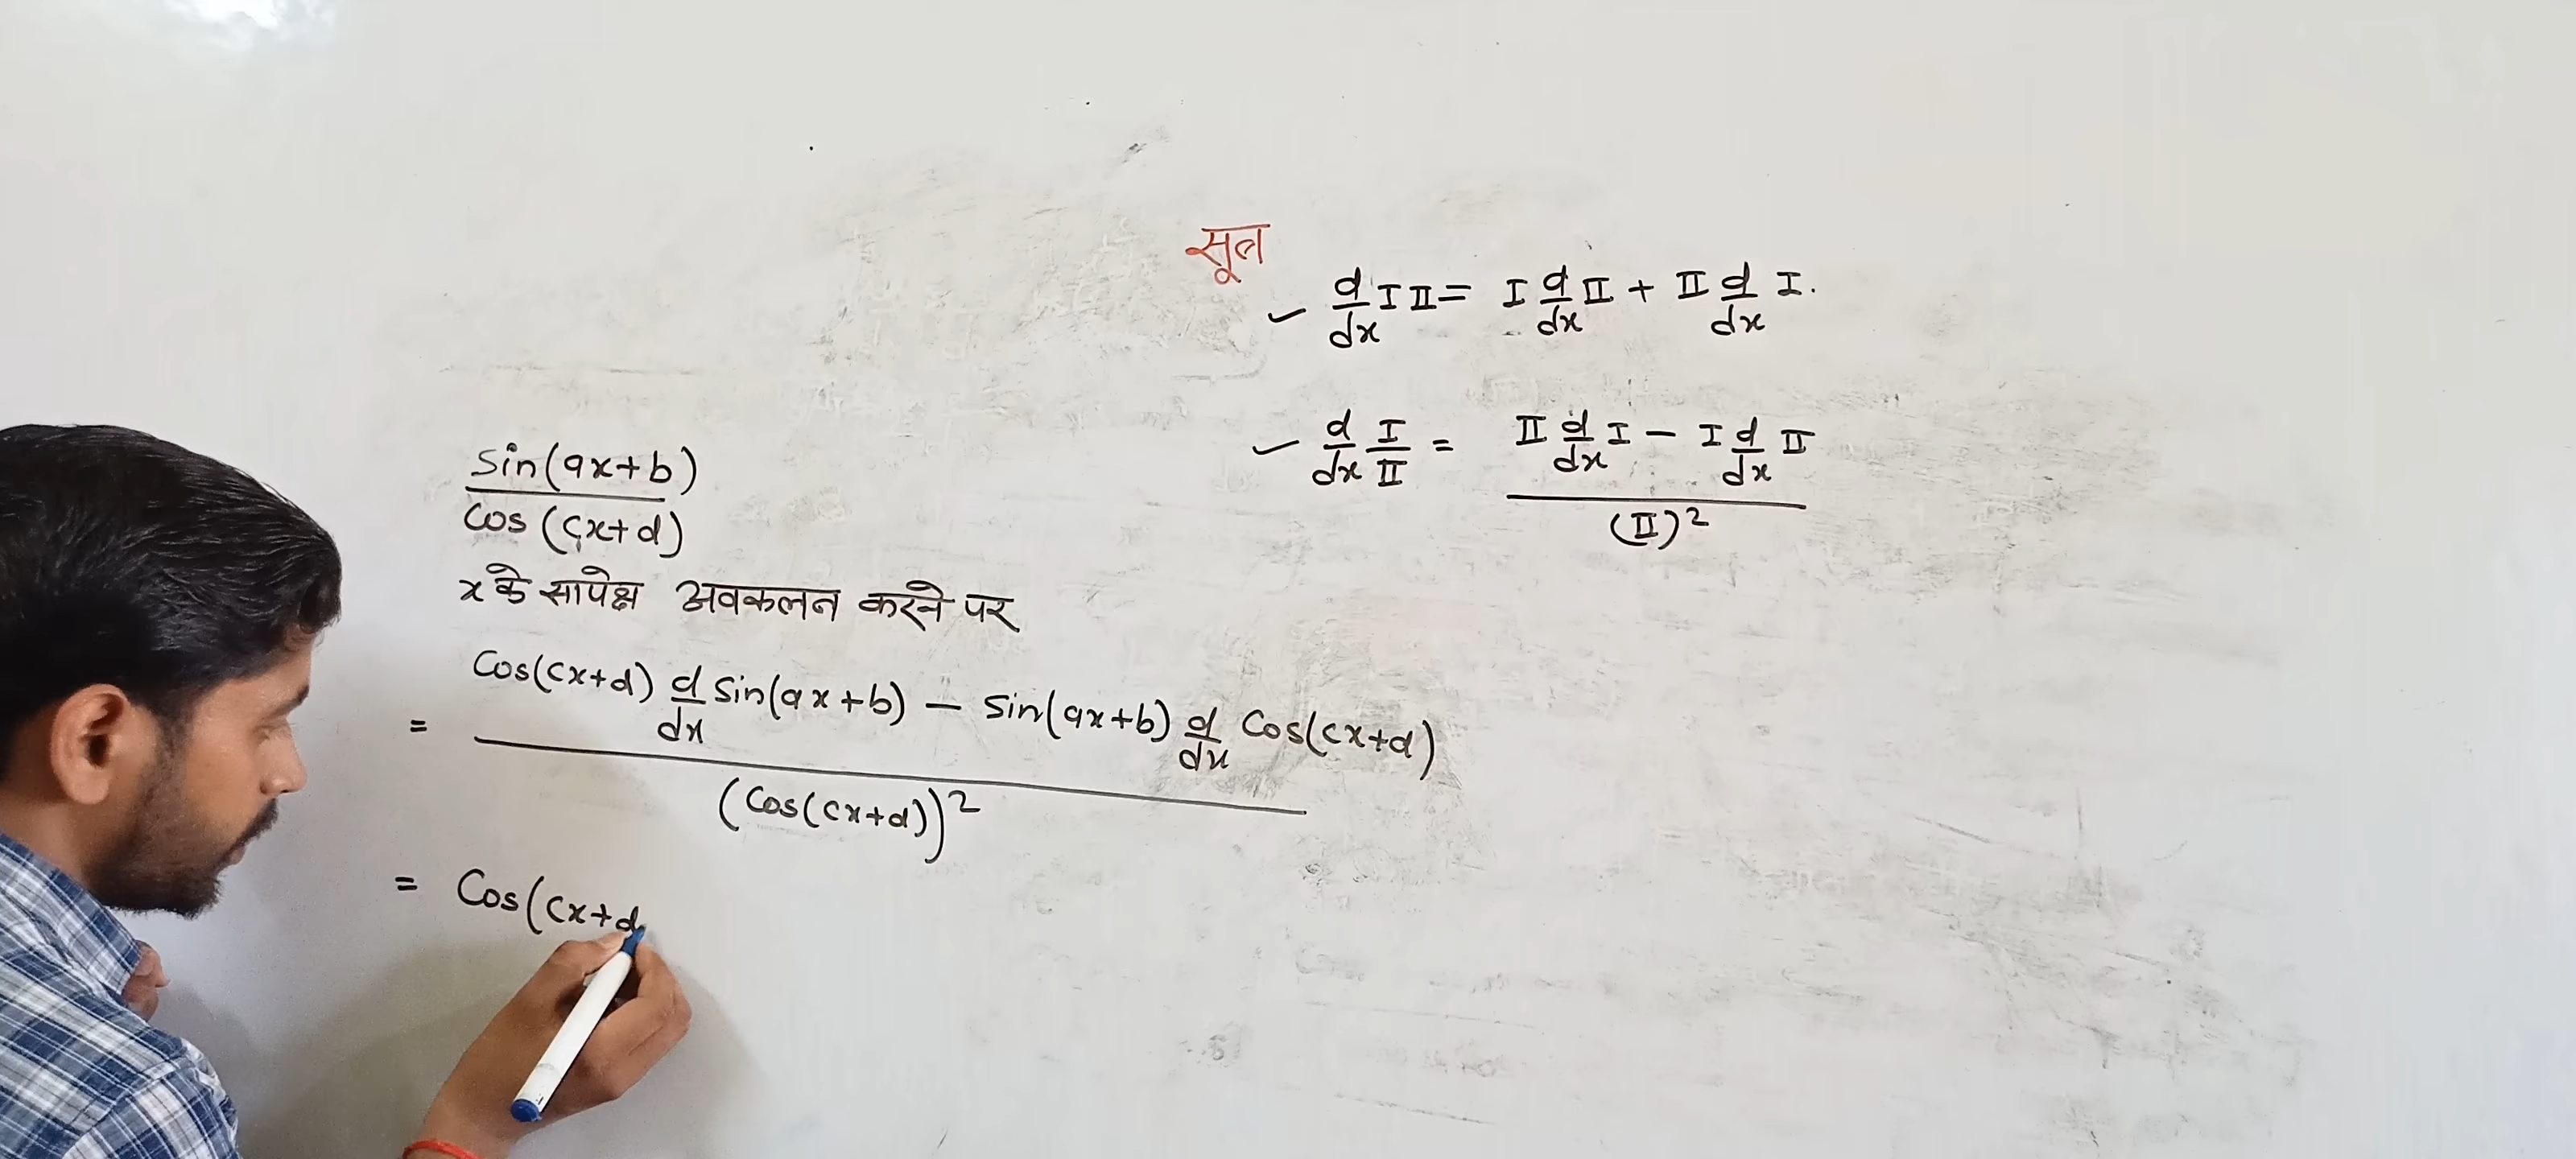 सूत्र
✓ d/dx I II = I d/dx II + II d/dx I.
✓ d/dx I/II = (II d/dx I − I d/dx II)/(II)²
sin(ax+b)
cos(cx+d)
x के सापेक्ष अवकलन करने पर
= Cos(cx+d) d/dx sin(ax+b) − sin(ax+b) d/dx Cos(cx+d)
(Cos(cx+d))²
= Cos(cx+d